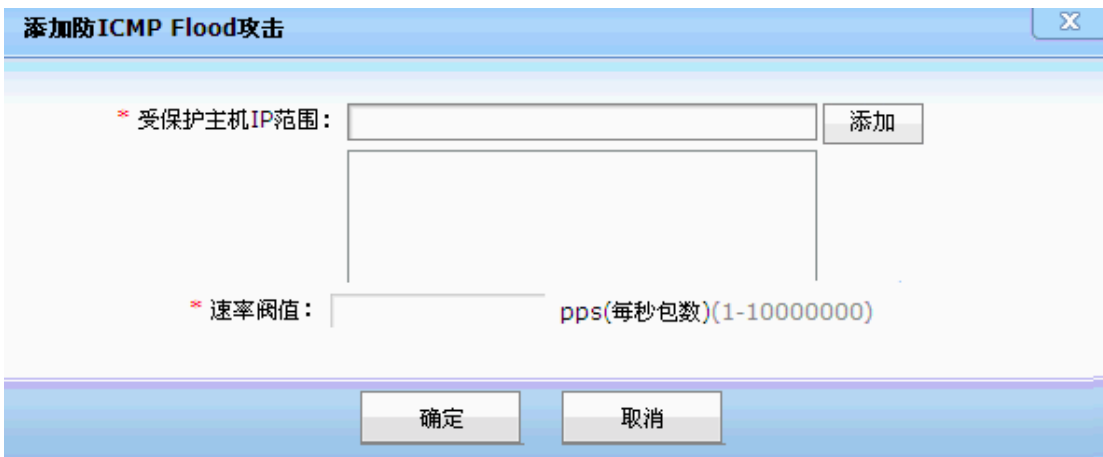 添加防ICMP Flood攻击
* 受保护主机IP范围： 添加
* 速率阀值： pps(每秒包数)(1-10000000)
确定 取消